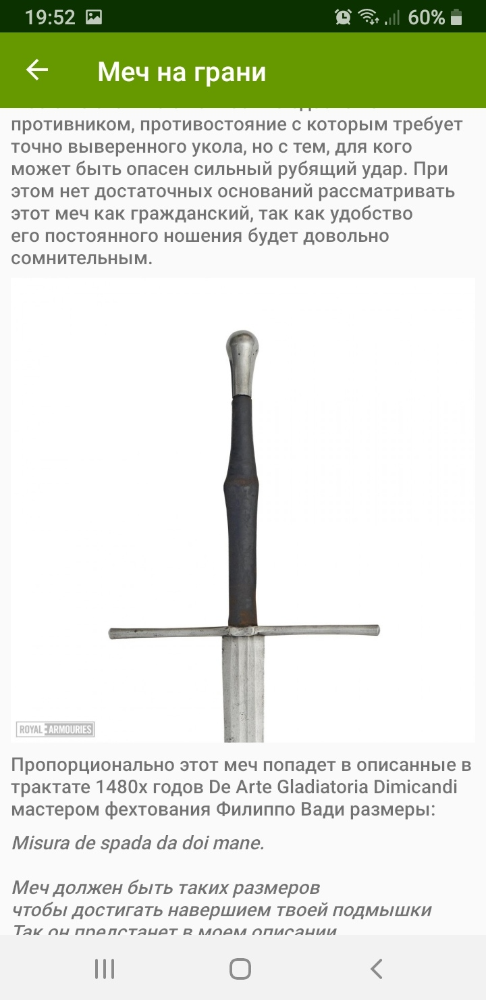 19:52
60%
Меч на грани
противником, противостояние с которым требует
точно выверенного укола, но с тем, для кого
может быть опасен сильный рубящий удар. При
этом нет достаточных оснований рассматривать
этот меч как гражданский, так как удобство
его постоянного ношения будет довольно
сомнительным.
ROYAL ARMOURIES
Пропорционально этот меч попадет в описанные в
трактате 1480х годов De Arte Gladiatoria Dimicandi
мастером фехтования Филиппо Вади размеры:
Misura de spada da doi mane.
Меч должен быть таких размеров
чтобы достигать навершием твоей подмышки
Так он предстанет в моем описании